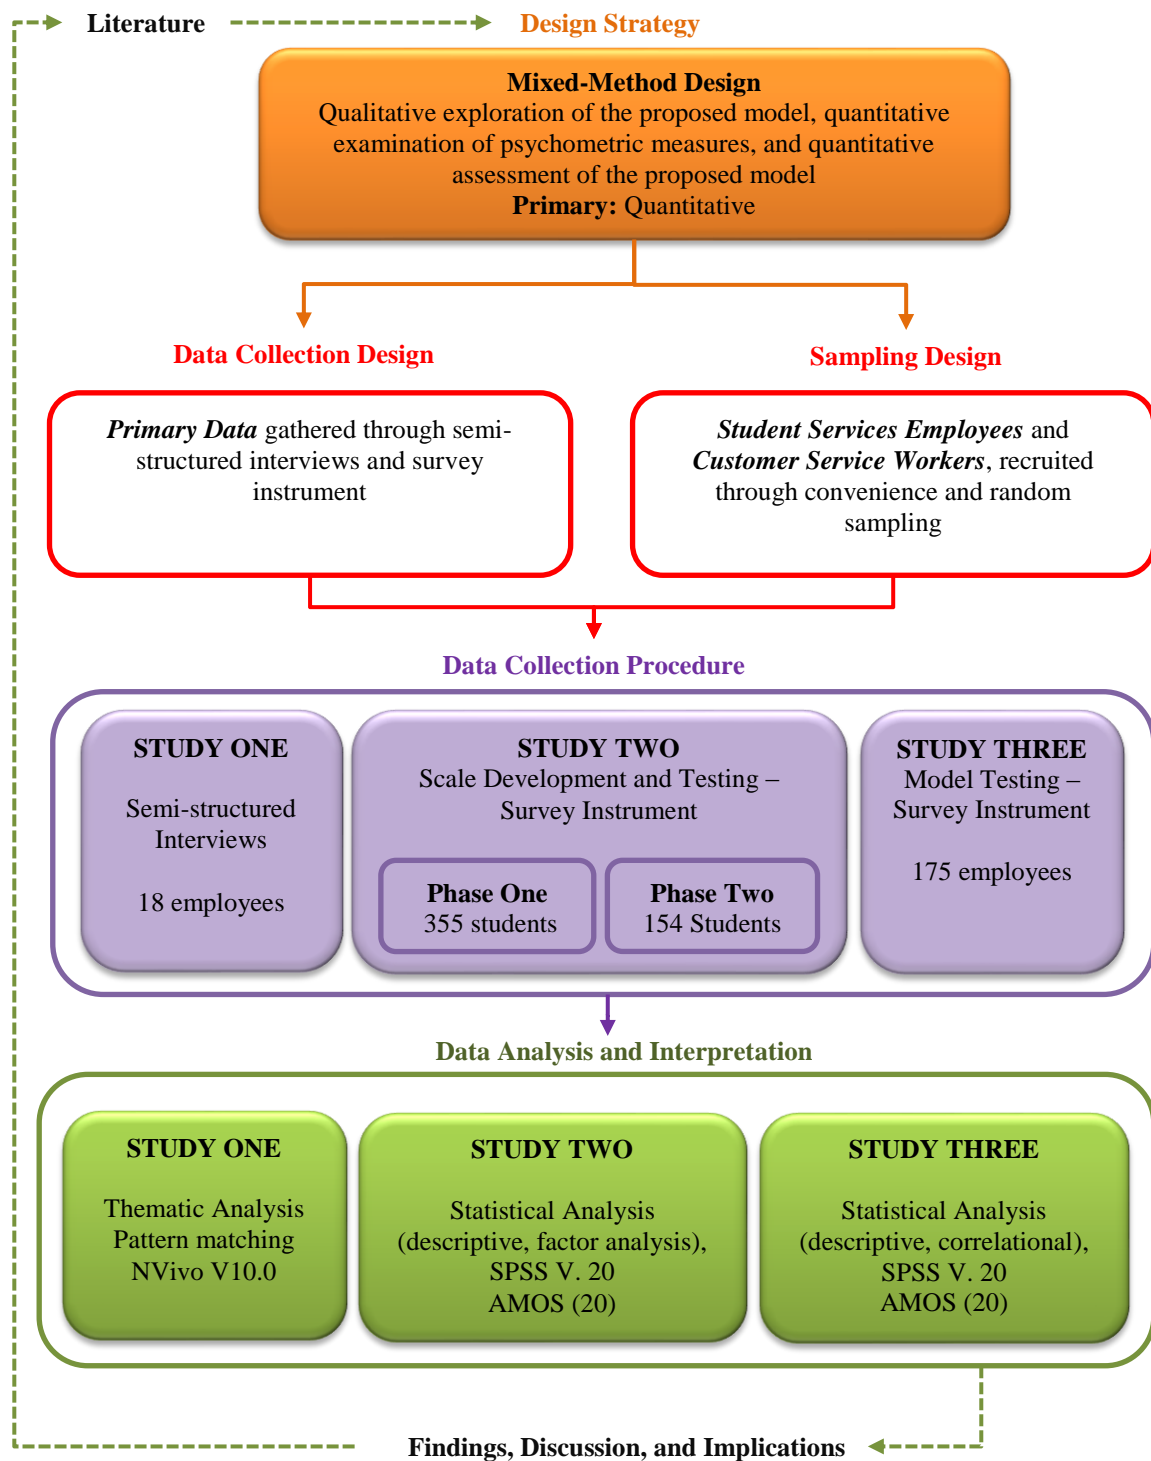 Literature
Design Strategy
Mixed-Method Design
Qualitative exploration of the proposed model, quantitative
examination of psychometric measures, and quantitative
assessment of the proposed model
Primary: Quantitative
Data Collection Design
Sampling Design
Primary Data gathered through semi-
structured interviews and survey
instrument
Student Services Employees and
Customer Service Workers, recruited
through convenience and random
sampling
Data Collection Procedure
STUDY ONE
Semi-structured
Interviews
18 employees
STUDY TWO
Scale Development and Testing –
Survey Instrument
Phase One
355 students
Phase Two
154 Students
STUDY THREE
Model Testing –
Survey Instrument
175 employees
Data Analysis and Interpretation
STUDY ONE
Thematic Analysis
Pattern matching
NVivo V10.0
STUDY TWO
Statistical Analysis
(descriptive, factor analysis),
SPSS V. 20
AMOS (20)
STUDY THREE
Statistical Analysis
(descriptive, correlational),
SPSS V. 20
AMOS (20)
Findings, Discussion, and Implications